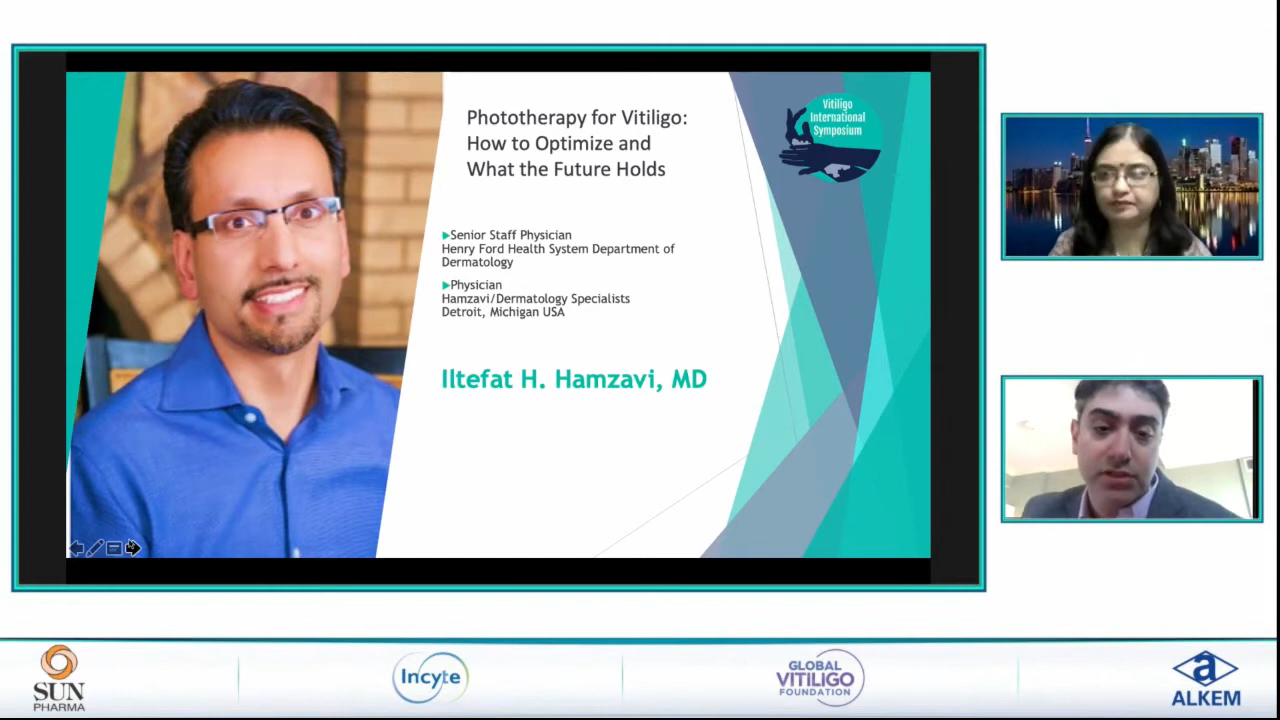 Phototherapy for Vitiligo:
How to Optimize and
What the Future Holds
Vitiligo
International
Symposium
Senior Staff Physician
Henry Ford Health System Department of
Dermatology
Physician
Hamzavi/Dermatology Specialists
Detroit, Michigan USA
Iltefat H. Hamzavi, MD
SUN
PHARMA
Incyte
GLOBAL
VITILIGO
FOUNDATION
a
ALKEM